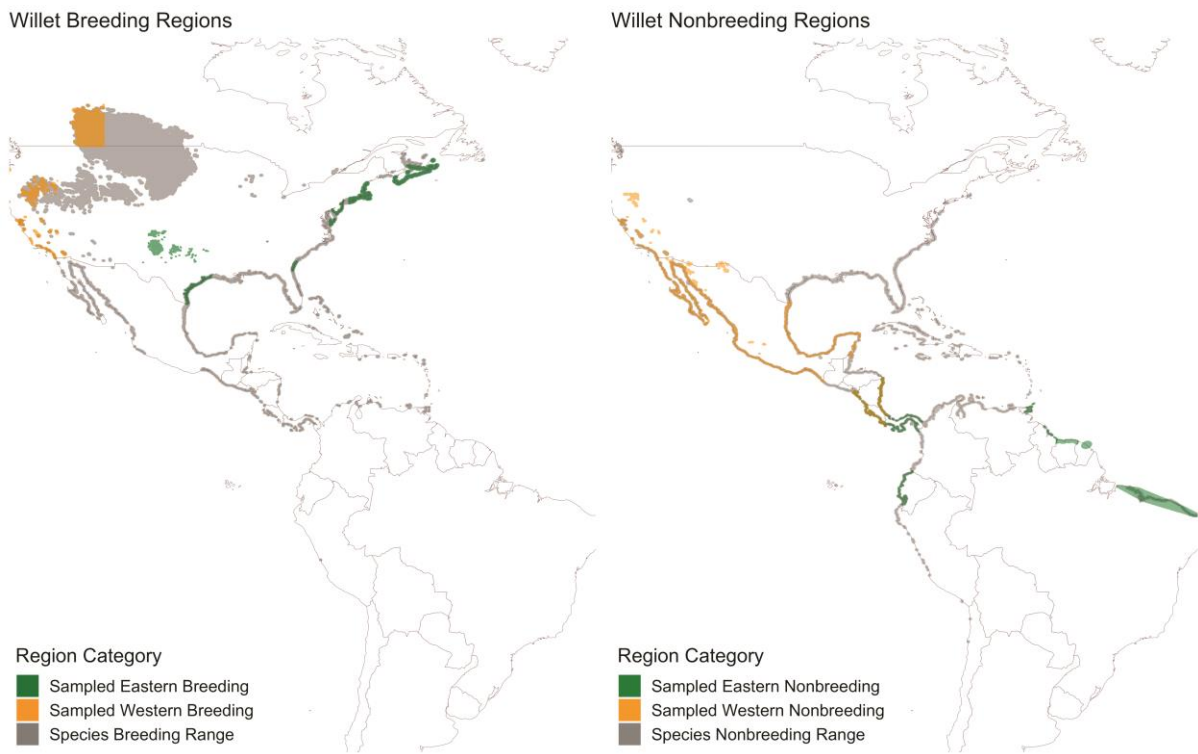 Willet Breeding Regions
Region Category
Sampled Eastern Breeding
Sampled Western Breeding
Species Breeding Range
Willet Nonbreeding Regions
Region Category
Sampled Eastern Nonbreeding
Sampled Western Nonbreeding
Species Nonbreeding Range